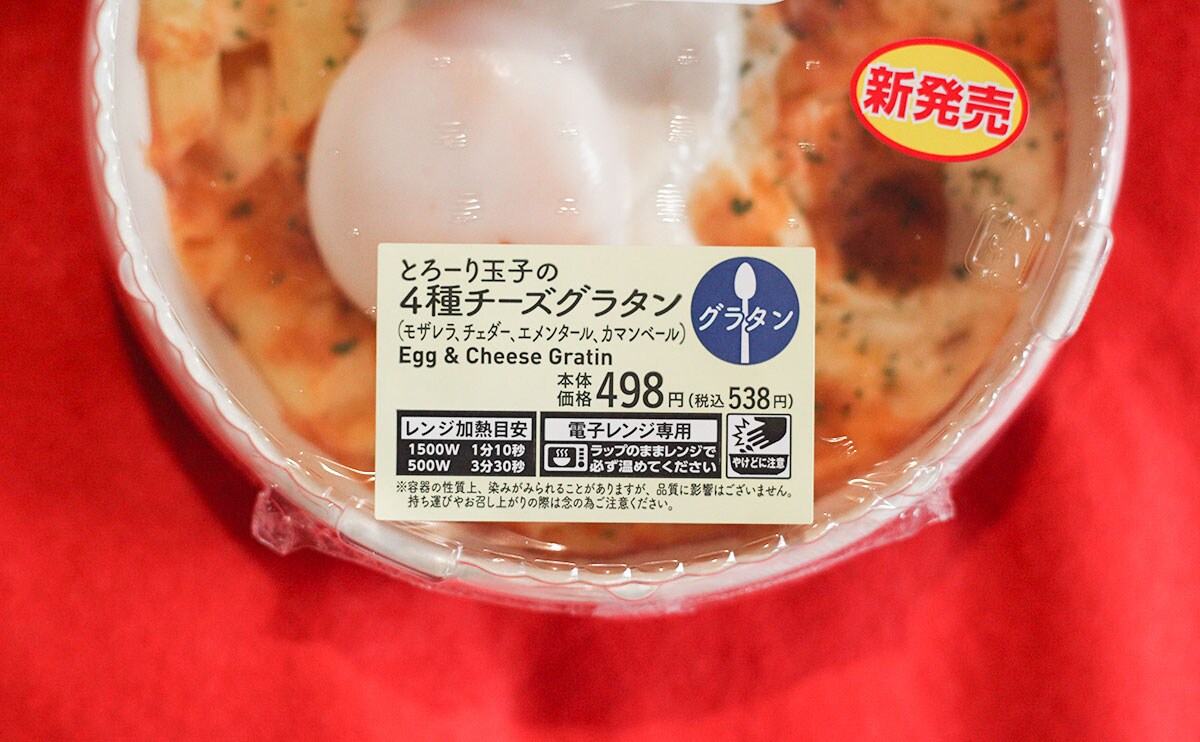 新発売
とろーり玉子の
4種チーズグラタン
(モザレラ、チェダー、エメンタール、カマンベール)
Egg & Cheese Gratin
グラタン
本体価格498円(税込538円)
レンジ加熱目安
1500W 1分10秒
500W 3分30秒
電子レンジ専用
ラップのままレンジで
必ず温めてください
やけどに注意
※容器の性質上、染みがみられることがありますが、品質に影響はございません。
持ち運びやお召し上がりの際は念の為ご注意ください。